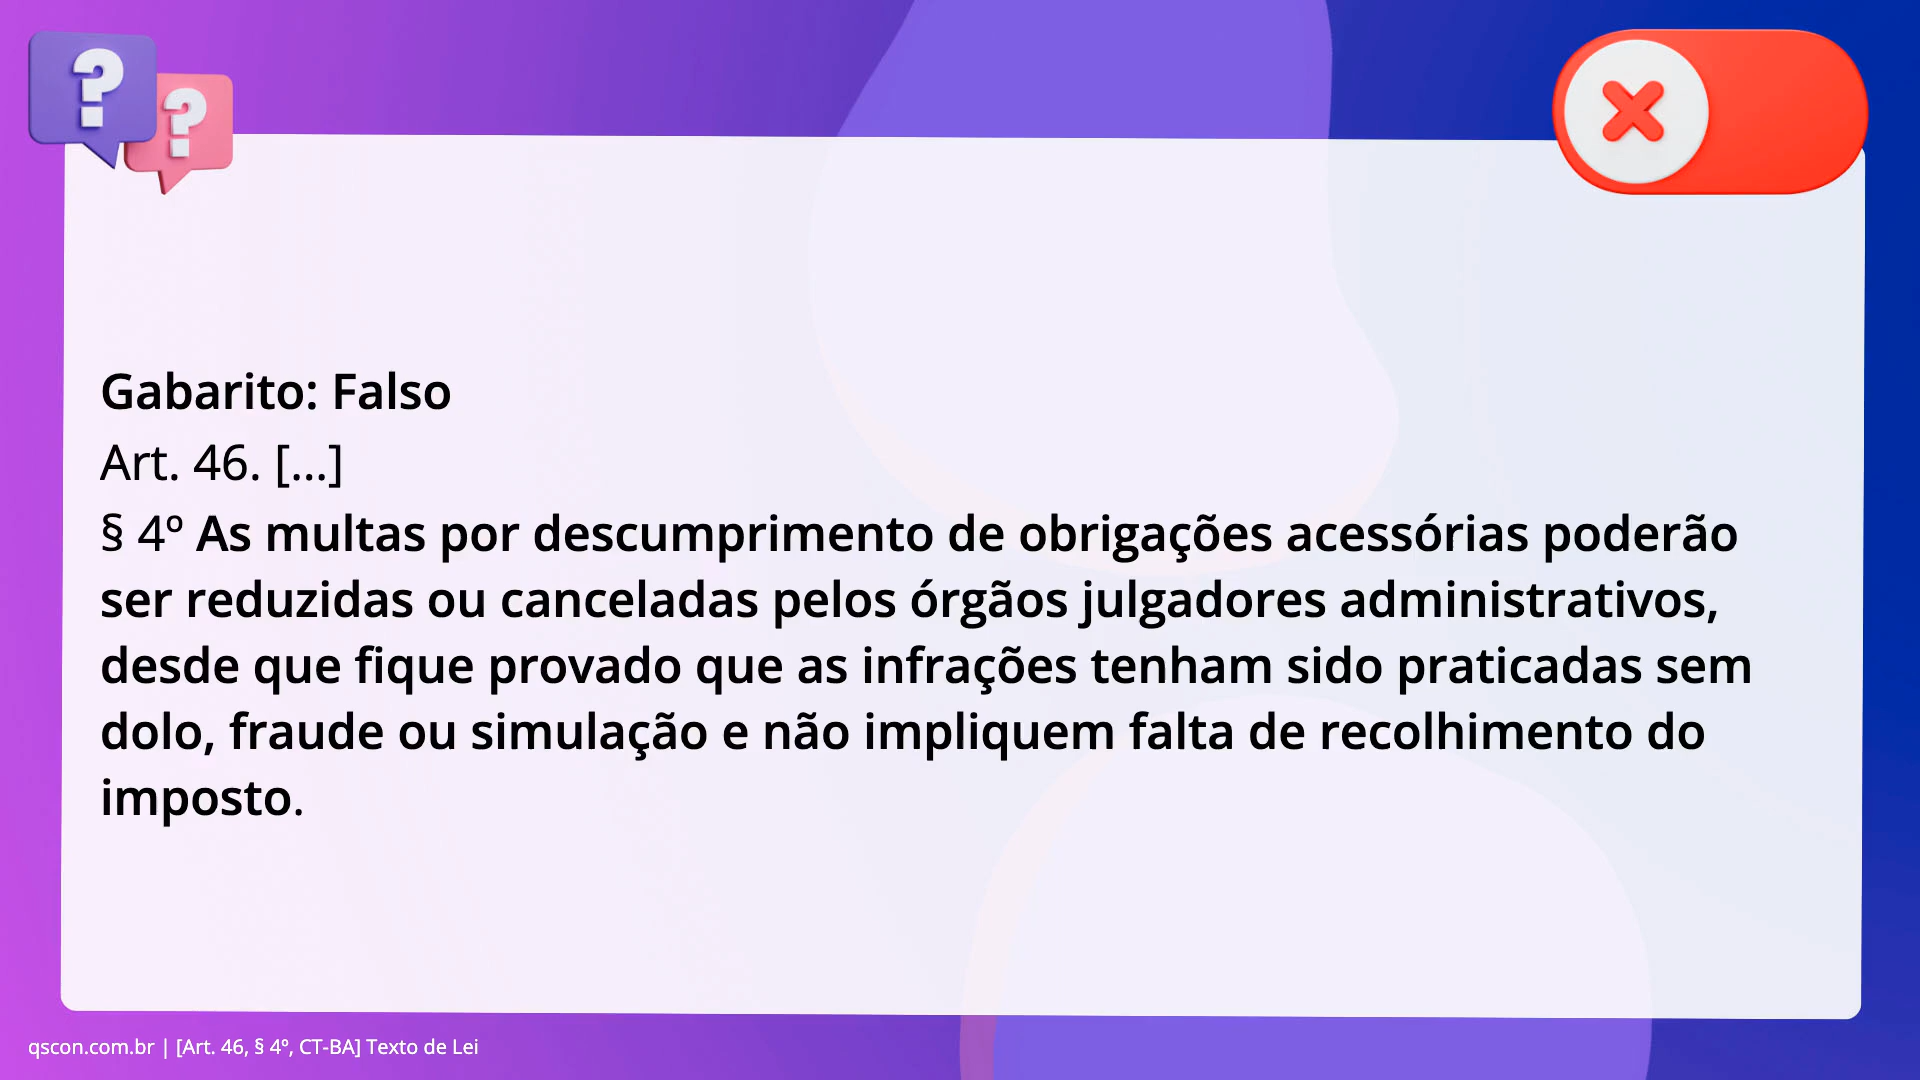 Gabarito: Falso
Art. 46. [...]
§ 4º As multas por descumprimento de obrigações acessórias poderão
ser reduzidas ou canceladas pelos órgãos julgadores administrativos,
desde que fique provado que as infrações tenham sido praticadas sem
dolo, fraude ou simulação e não impliquem falta de recolhimento do
imposto.
qscon.com.br | [Art. 46, § 4º, CT-BA] Texto de Lei